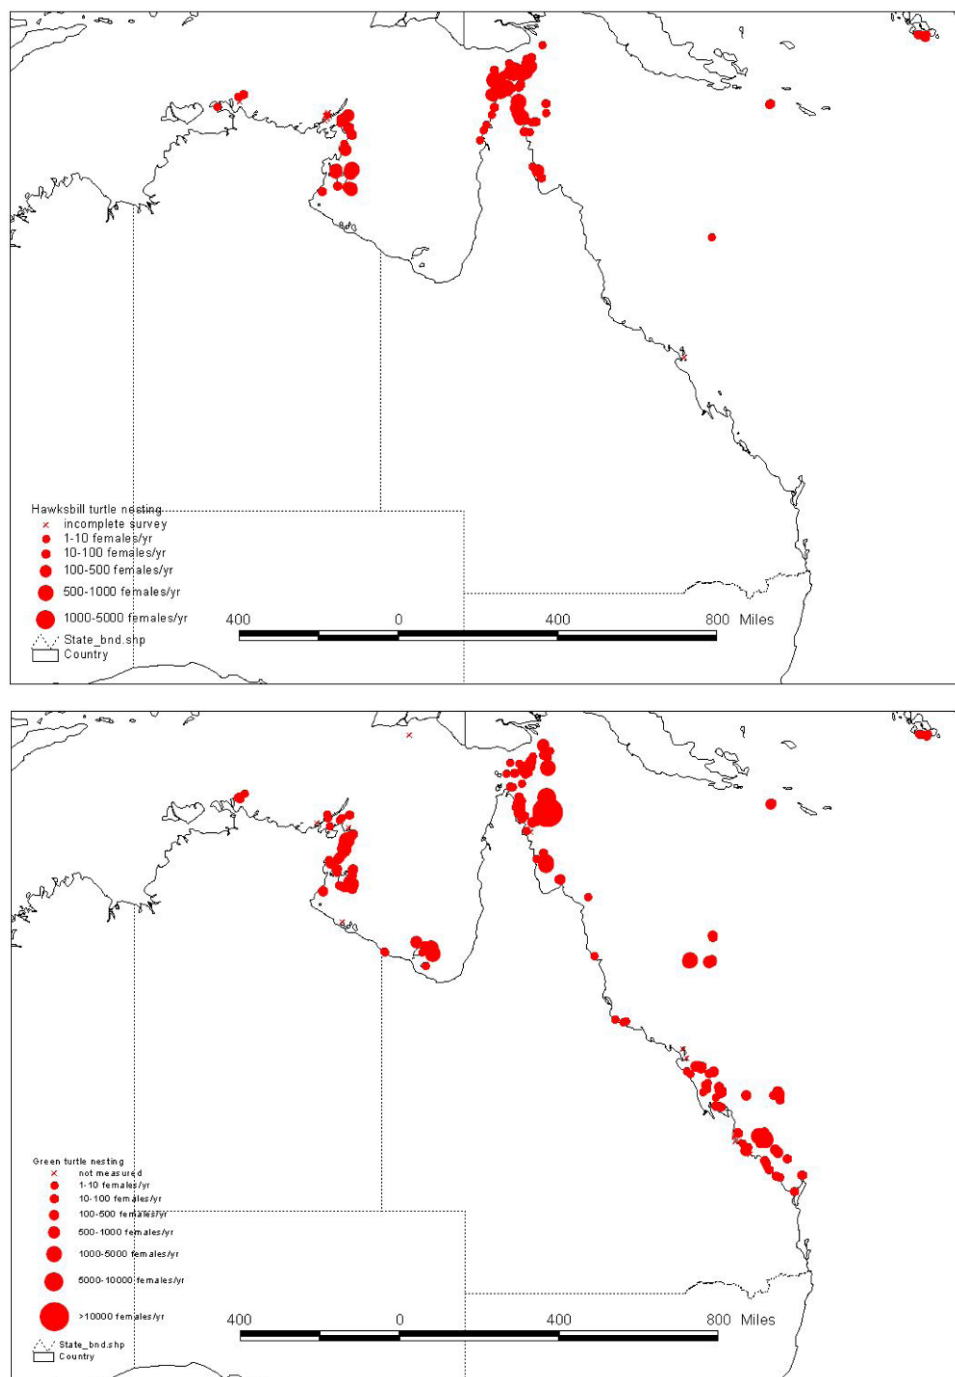 Hawksbill turtle nesting
× incomplete survey
1-10 females/yr
10-100 females/yr
100-500 females/yr
500-1000 females/yr
1000-5000 females/yr
State_bnd.shp
Country
400 0 400 800 Miles
Green turtle nesting
× not measured
1-10 females/yr
10-100 females/yr
100-500 females/yr
500-1000 females/yr
1000-5000 females/yr
5000-10000 females/yr
>10000 females/yr
State_bnd.shp
Country
400 0 400 800 Miles